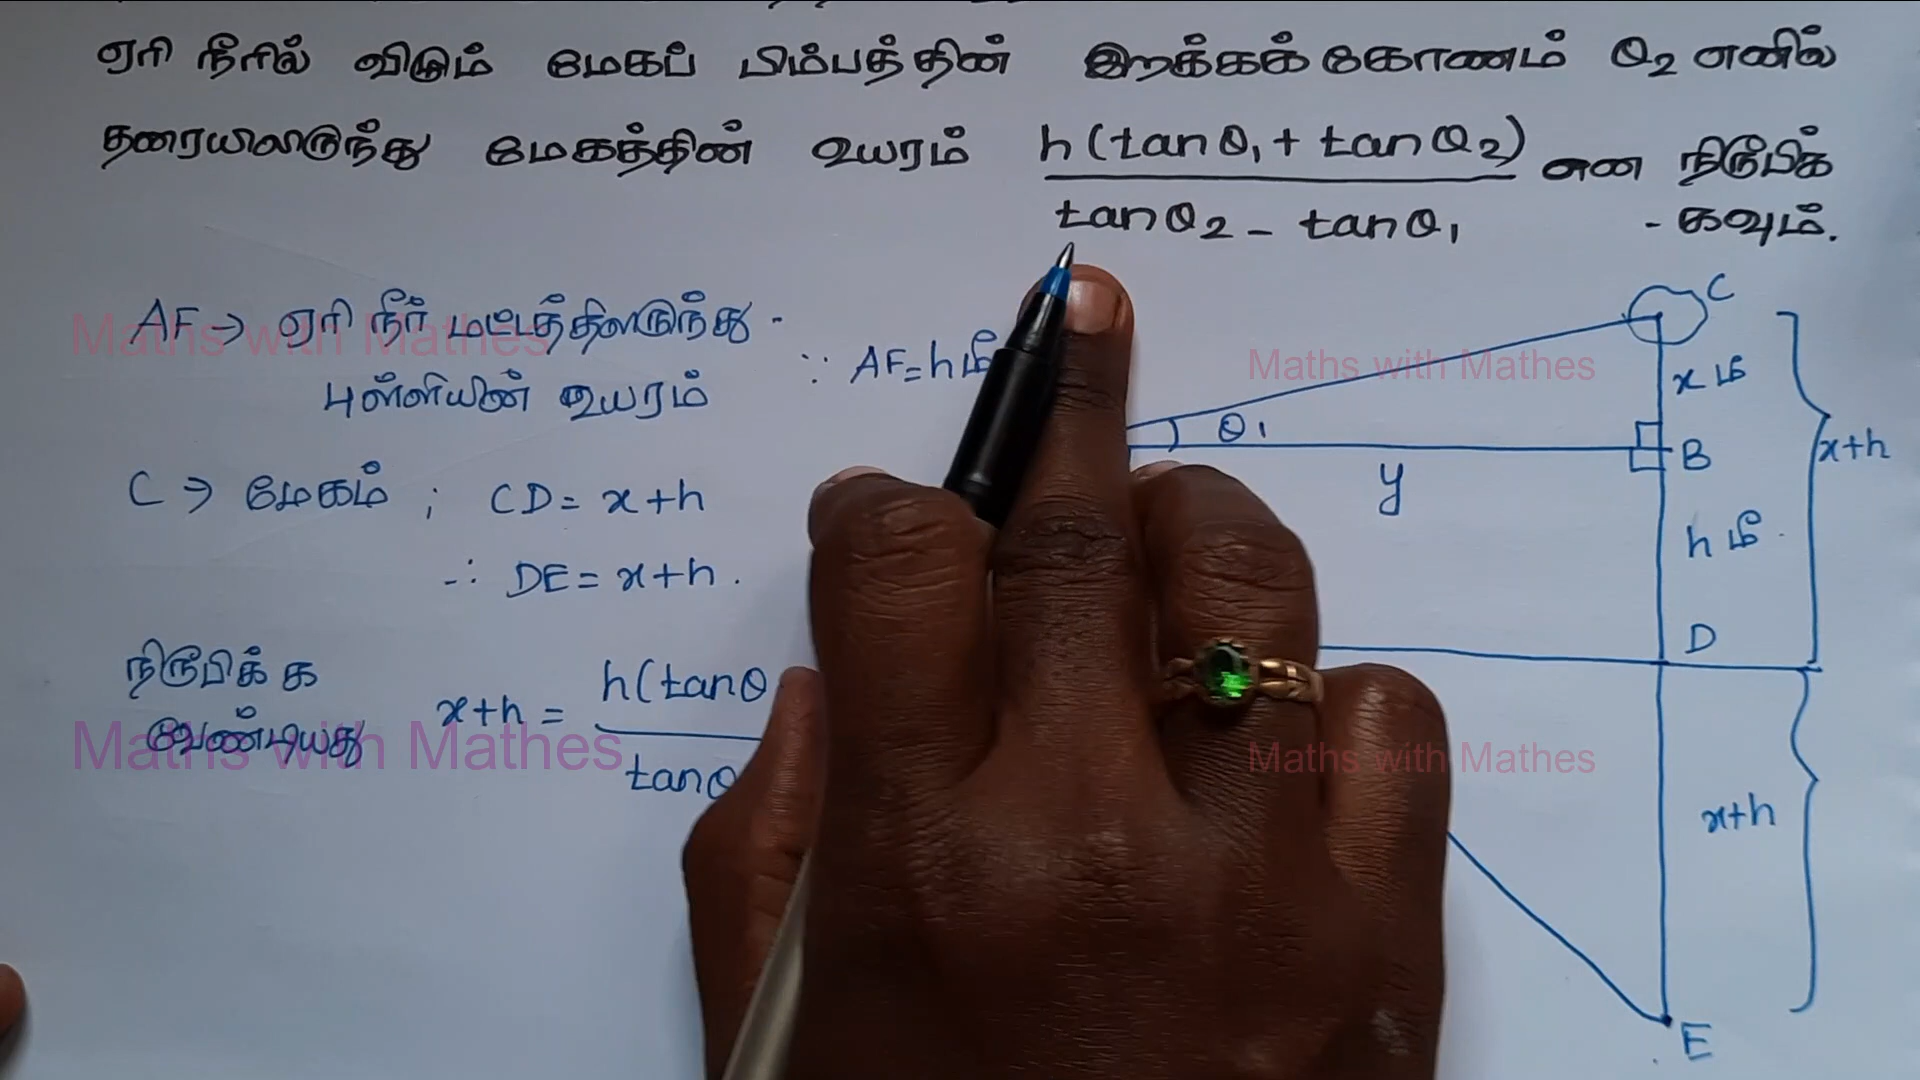 ஏரி நீரில் விழும் மேகப் பிம்பத்தின் இறக்கக் கோணம் θ₂ எனில்
தரையிலிருந்து மேகத்தின் உயரம் h(tanθ₁ + tanθ₂) என நிரூபிக்
tanθ₂ - tanθ₁ - கவும்.
AF → ஏரி நீர் மட்டத்திலிருந்து -
புள்ளியின் உயரம் ∵ AF = h மீ
C → மேகம் ; CD = x+h
∴ DE = x+h .
நிரூபிக்க
வேண்டியது x+h = h(tanθ
tanθ
C
x மீ
θ₁
B
x+h
y
h மீ
D
x+h
E
Maths with Mathes
Maths with Mathes
Maths with Mathes
Maths with Mathes